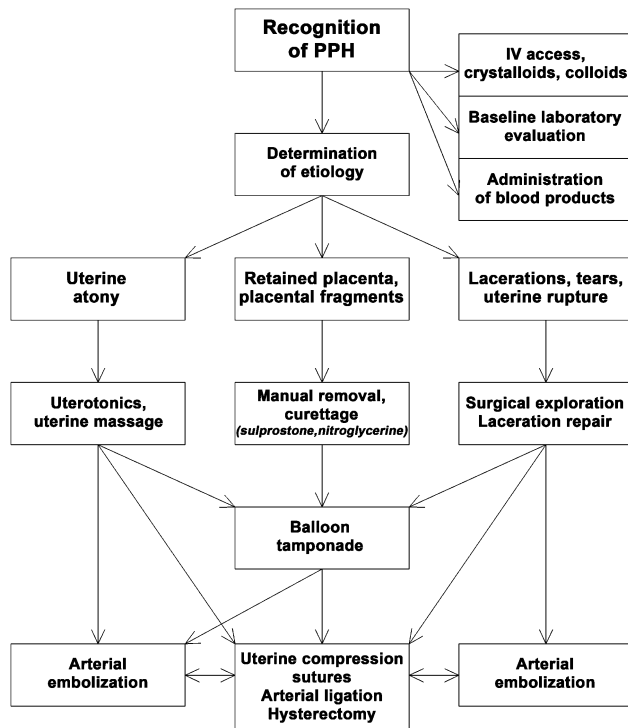 Recognition
of PPH
IV access,
crystalloids, colloids
Baseline laboratory
evaluation
Administration
of blood products
Determination
of etiology
Uterine
atony
Retained placenta,
placental fragments
Lacerations, tears,
uterine rupture
Uterotonics,
uterine massage
Manual removal,
curettage
(sulprostone,nitroglycerine)
Surgical exploration
Laceration repair
Balloon
tamponade
Arterial
embolization
Uterine compression
sutures
Arterial ligation
Hysterectomy
Arterial
embolization